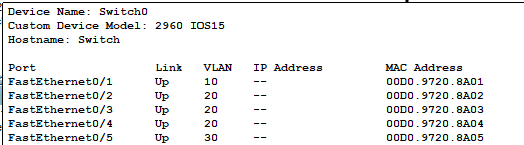 Device Name: Switch0
Custom Device Model: 2960 IOS15
Hostname: Switch
Port Link VLAN IP Address MAC Address
FastEthernet0/1 Up 10 -- 00D0.9720.8A01
FastEthernet0/2 Up 20 -- 00D0.9720.8A02
FastEthernet0/3 Up 20 -- 00D0.9720.8A03
FastEthernet0/4 Up 20 -- 00D0.9720.8A04
FastEthernet0/5 Up 30 -- 00D0.9720.8A05